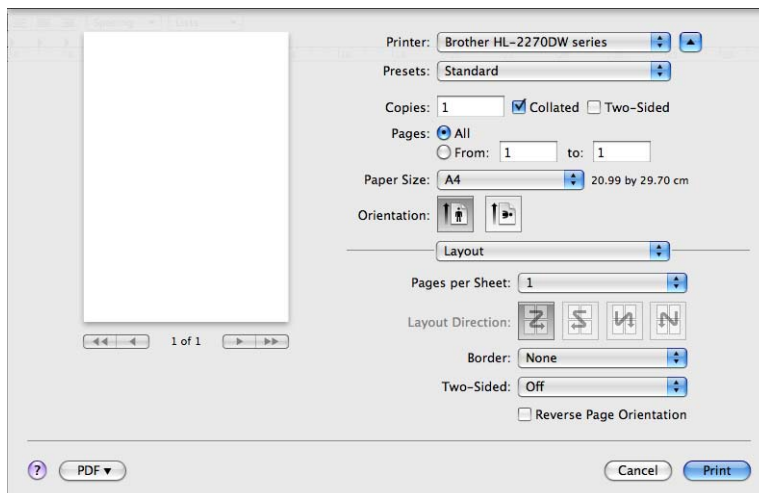 Spacing Lists
Printer: Brother HL-2270DW series
Presets: Standard
Copies: 1 Collated Two-Sided
Pages: All
From: 1 to: 1
Paper Size: A4 20.99 by 29.70 cm
Orientation:
Layout
Pages per Sheet: 1
Layout Direction:
Border: None
Two-Sided: Off
Reverse Page Orientation
1 of 1
? PDF Cancel Print